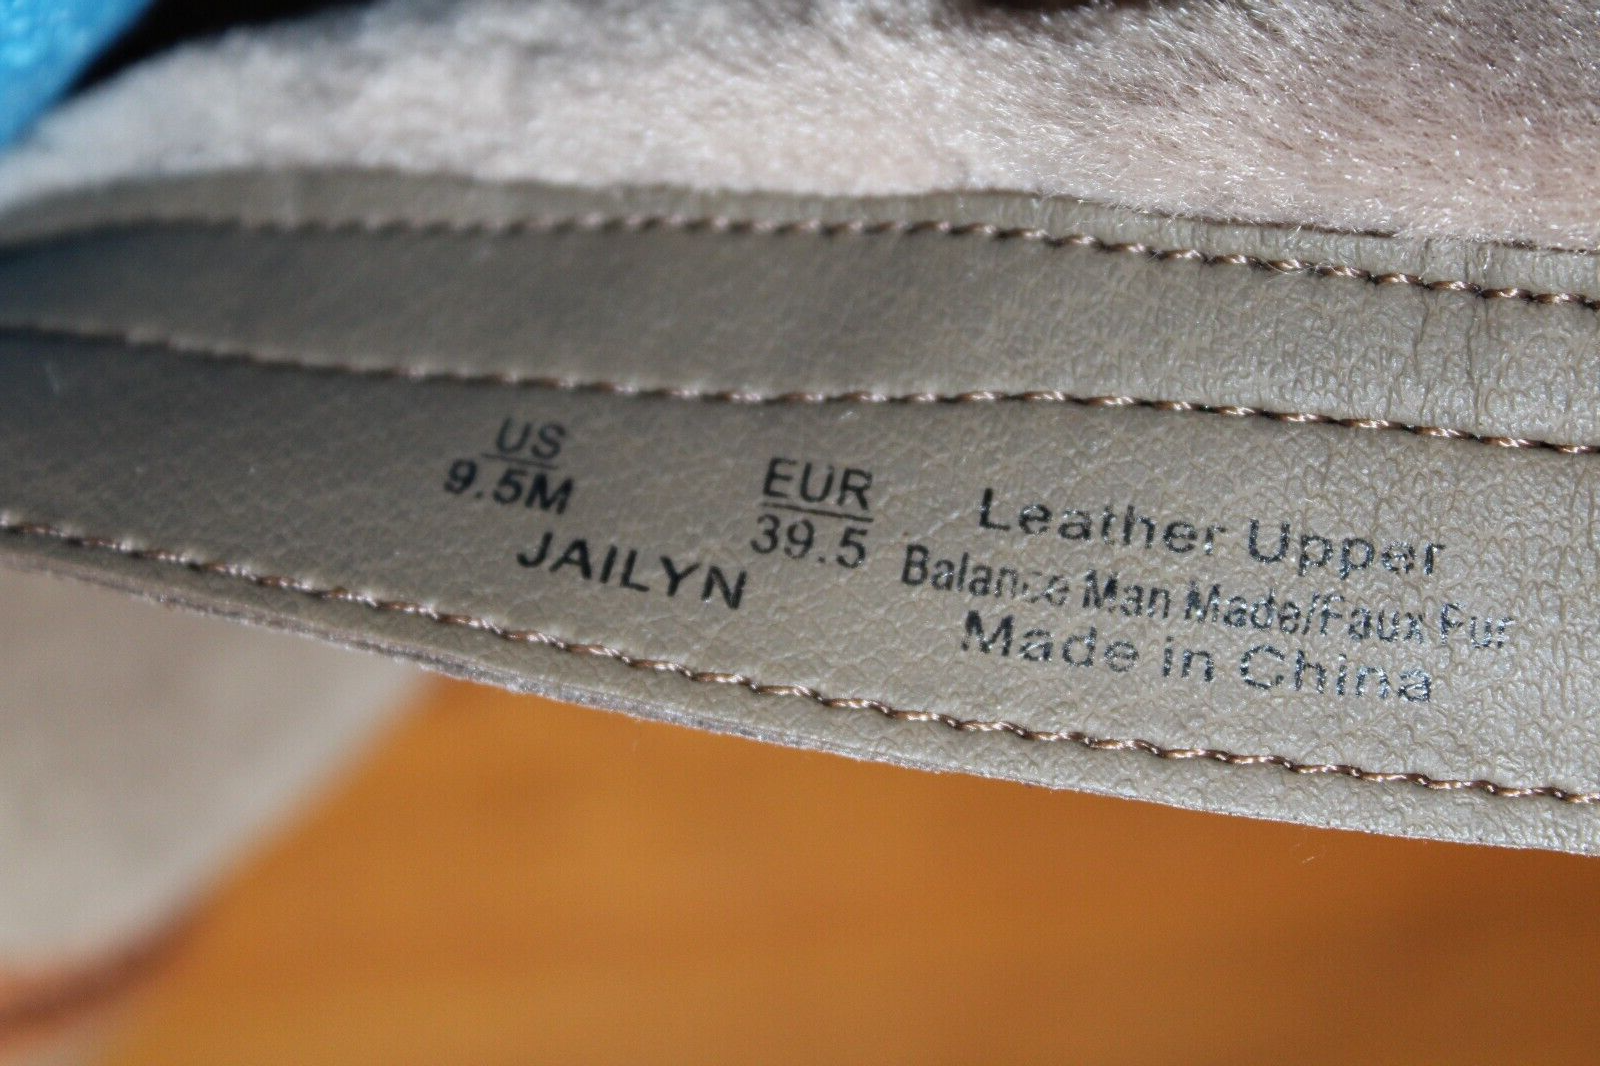 US
9.5M
JAILYN
EUR
39.5
Leather Upper
Balance Man Made/Faux Fur
Made in China